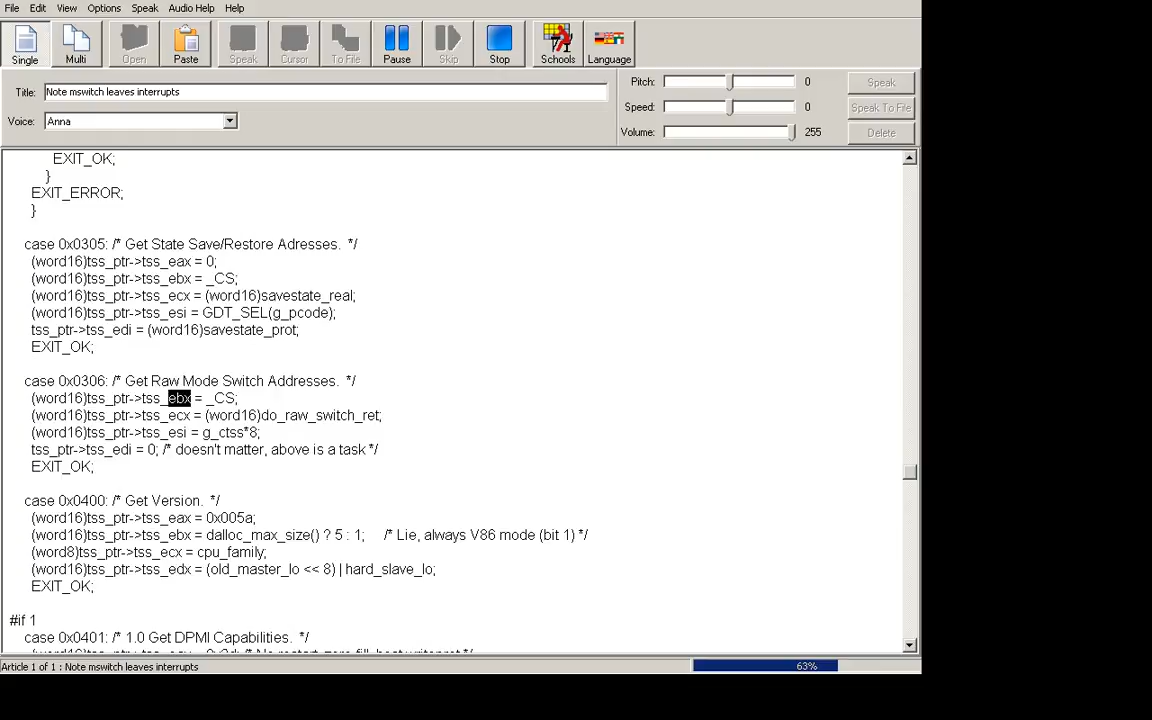 File Edit View Options Speak Audio Help Help
Single Multi Open Paste Speak Cursor To File Pause Skip Stop Schools Language
Title: Note mswitch leaves interrupts
Voice: Anna
Pitch: 0 Speak
Speed: 0 Speak To File
Volume: 255 Delete
EXIT_OK;
}
EXIT_ERROR;
}
case 0x0305: /* Get State Save/Restore Adresses. */
(word16)tss_ptr->tss_eax = 0;
(word16)tss_ptr->tss_ebx = _CS;
(word16)tss_ptr->tss_ecx = (word16)savestate_real;
(word16)tss_ptr->tss_esi = GDT_SEL(g_pcode);
tss_ptr->tss_edi = (word16)savestate_prot;
EXIT_OK;
case 0x0306: /* Get Raw Mode Switch Addresses. */
(word16)tss_ptr->tss_ebx = _CS;
(word16)tss_ptr->tss_ecx = (word16)do_raw_switch_ret;
(word16)tss_ptr->tss_esi = g_ctss*8;
tss_ptr->tss_edi = 0; /* doesn't matter, above is a task */
EXIT_OK;
case 0x0400: /* Get Version. */
(word16)tss_ptr->tss_eax = 0x005a;
(word16)tss_ptr->tss_ebx = dalloc_max_size() ? 5 : 1; /* Lie, always V86 mode (bit 1) */
(word8)tss_ptr->tss_ecx = cpu_family;
(word16)tss_ptr->tss_edx = (old_master_lo << 8) | hard_slave_lo;
EXIT_OK;
#if 1
case 0x0401: /* 1.0 Get DPMI Capabilities. */
Article 1 of 1 : Note mswitch leaves interrupts 63%